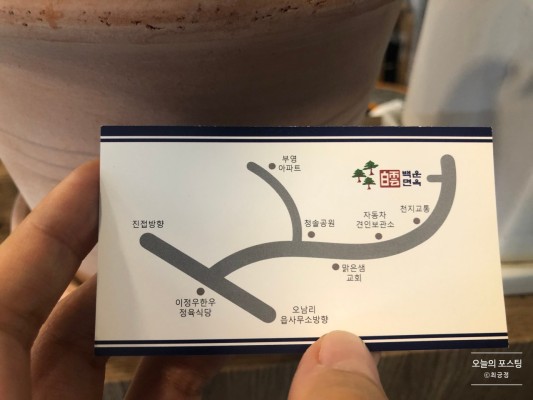 부영
아파트
백운
면옥
천지교통
자동차
견인보관소
정솔공원
진접방향
맑은샘
교회
이정우한우
정육식당
오남리
읍사무소방향
오늘의 포스팅
ⓒ최긍정